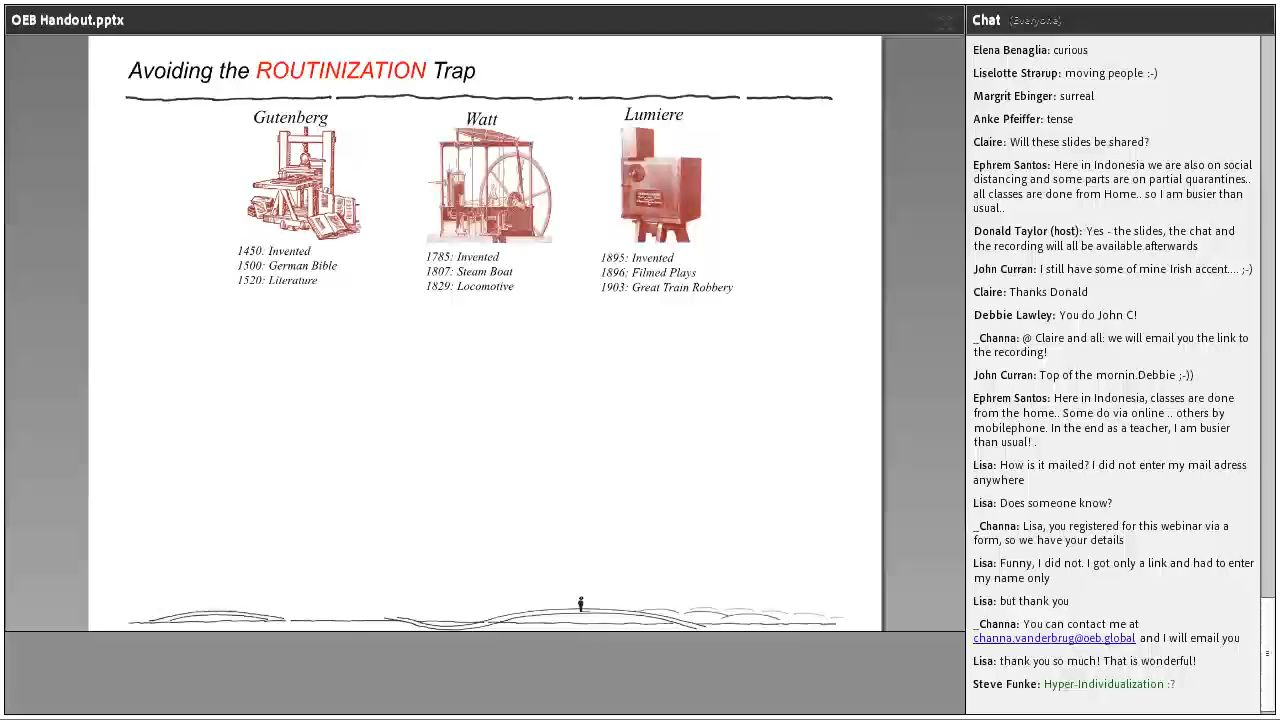 OEB Handout.pptx
Avoiding the ROUTINIZATION Trap
Gutenberg
1450: Invented
1500: German Bible
1520: Literature
Watt
1785: Invented
1807: Steam Boat
1829: Locomotive
Lumiere
1895: Invented
1896: Filmed Plays
1903: Great Train Robbery
Chat (Everyone)
Elena Benaglia: curious
Liselotte Strarup: moving people :-)
Margrit Ebinger: surreal
Anke Pfeiffer: tense
Claire: Will these slides be shared?
Ephrem Santos: Here in Indonesia we are also on social
distancing and some parts are on partial quarantines..
all classes are done from Home.. so I am busier than
usual..
Donald Taylor (host): Yes - the slides, the chat and
the recording will all be available afterwards
John Curran: I still have some of mine Irish accent.... ;-)
Claire: Thanks Donald
Debbie Lawley: You do John C!
_Channa: @ Claire and all: we will email you the link to
the recording!
John Curran: Top of the mornin.Debbie ;-))
Ephrem Santos: Here in Indonesia, classes are done
from the home.. Some do via online .. others by
mobilephone. In the end as a teacher, I am busier
than usual! .
Lisa: How is it mailed? I did not enter my mail adress
anywhere
Lisa: Does someone know?
_Channa: Lisa, you registered for this webinar via a
form, so we have your details
Lisa: Funny, I did not. I got only a link and had to enter
my name only
Lisa: but thank you
_Channa: You can contact me at
channa.vanderbrug@oeb.global and I will email you
Lisa: thank you so much! That is wonderful!
Steve Funke: Hyper-Individualization :?